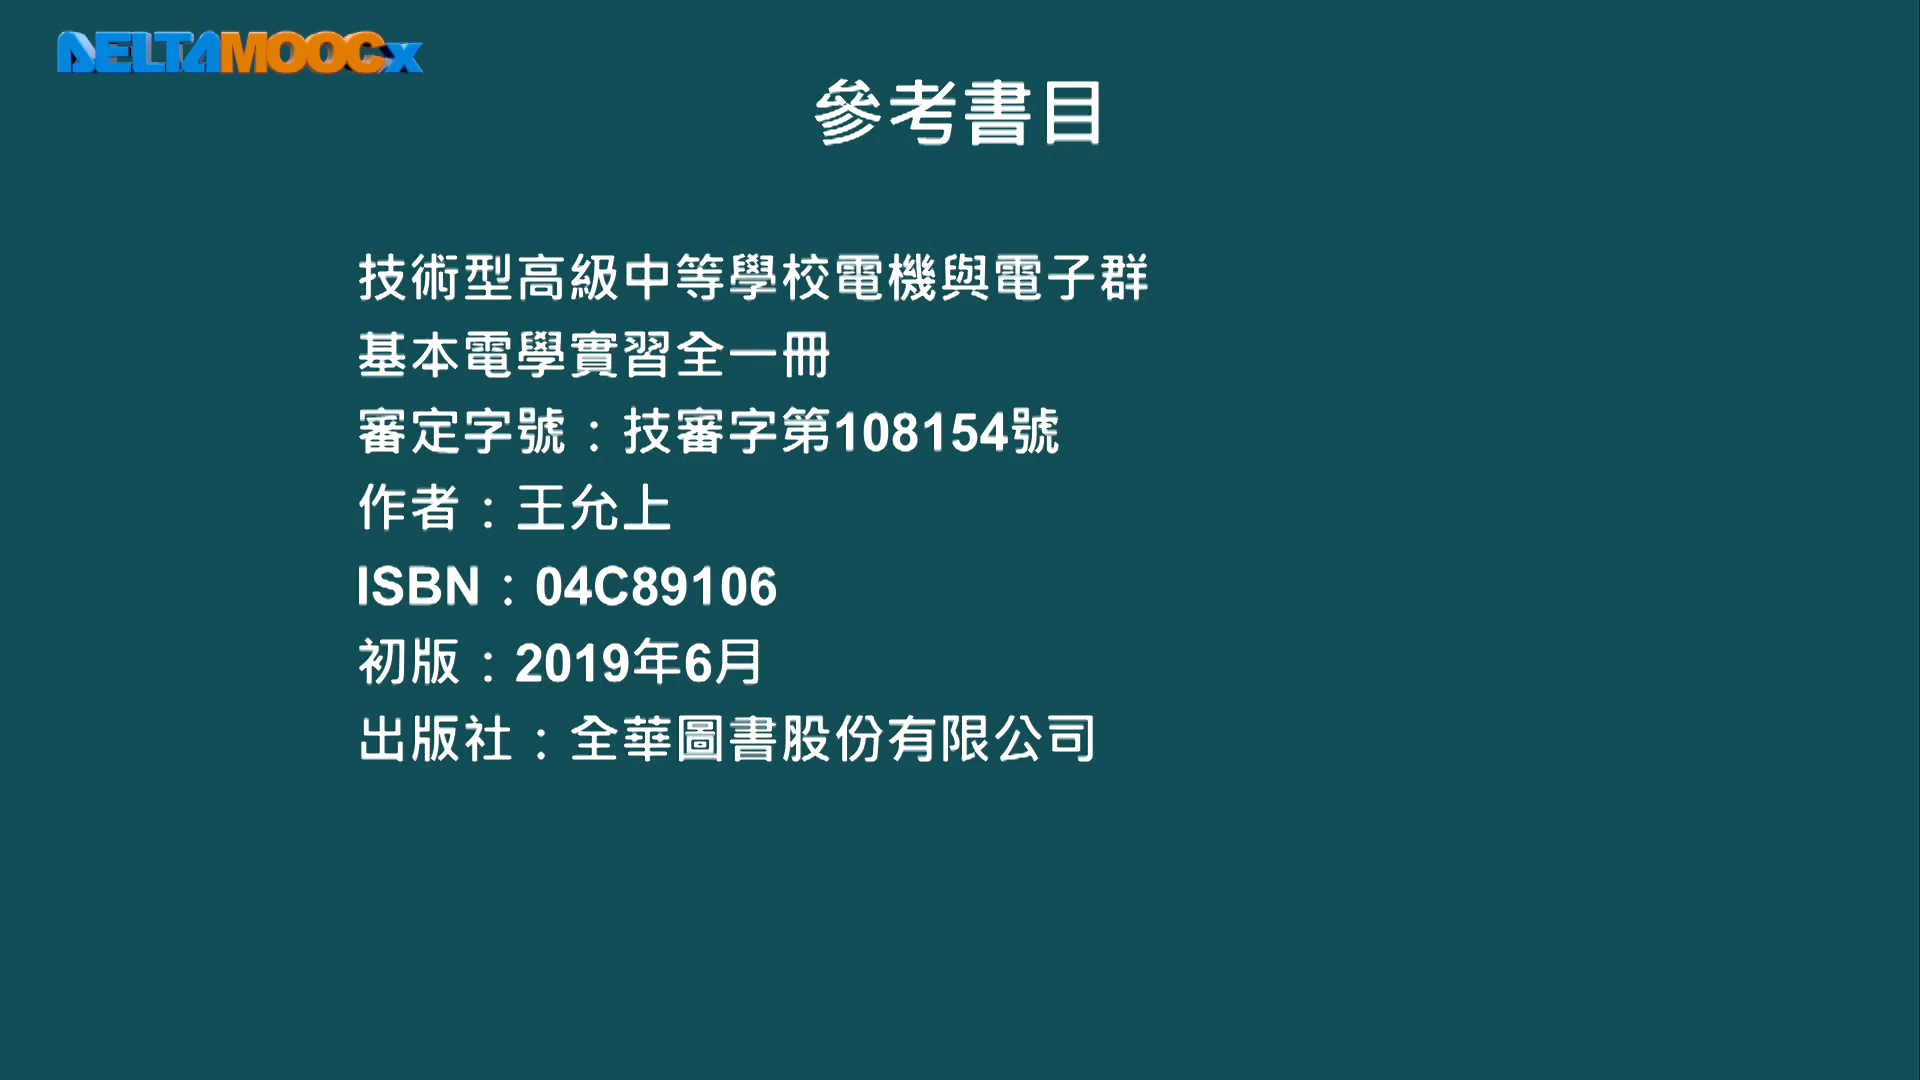 DELTAMOOCx
參考書目
技術型高級中等學校電機與電子群
基本電學實習全一冊
審定字號：技審字第108154號
作者：王允上
ISBN：04C89106
初版：2019年6月
出版社：全華圖書股份有限公司